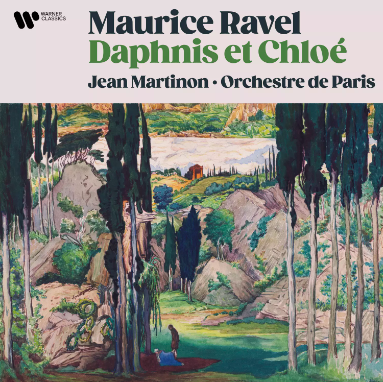 WARNER
CLASSICS
Maurice Ravel
Daphnis et Chloé
Jean Martinon • Orchestre de Paris